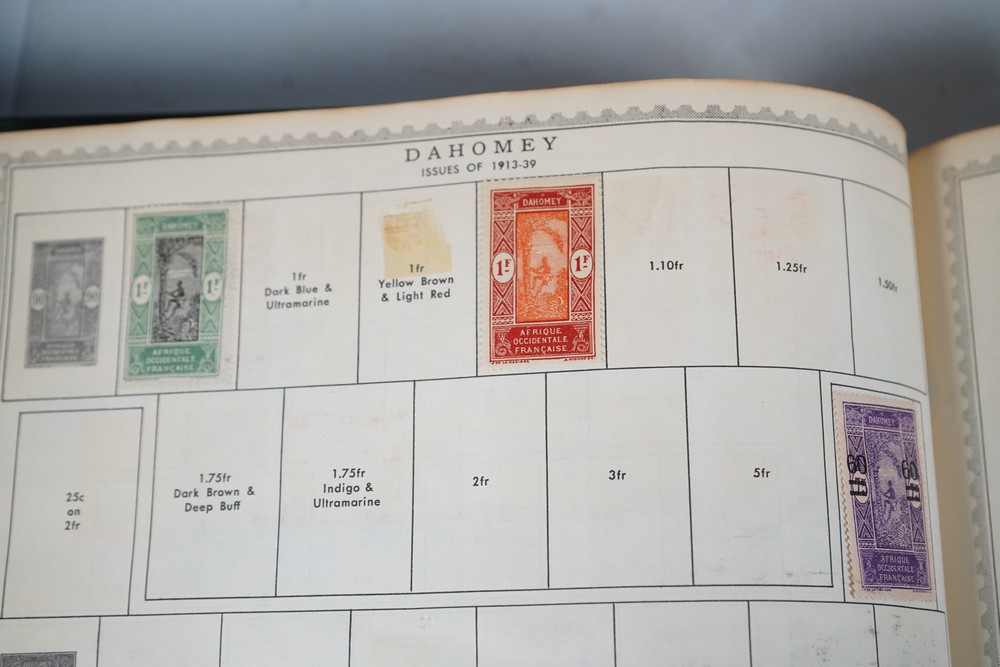 DAHOMEY
ISSUES OF 1913-39
DAHOMEY
1F 1F
AFRIQUE
OCCIDENTALE
FRANÇAISE
1fr
Dark Blue &
Ultramarine
1fr
Yellow Brown
& Light Red
DAHOMEY
1F 1F
AFRIQUE
OCCIDENTALE
FRANÇAISE
1.10fr
1.25fr
1.50fr
25c
on
2fr
1.75fr
Dark Brown &
Deep Buff
1.75fr
Indigo &
Ultramarine
2fr
3fr
5fr
DAHOMEY
60 60
AFRIQUE
OCCIDENTALE
FRANÇAISE